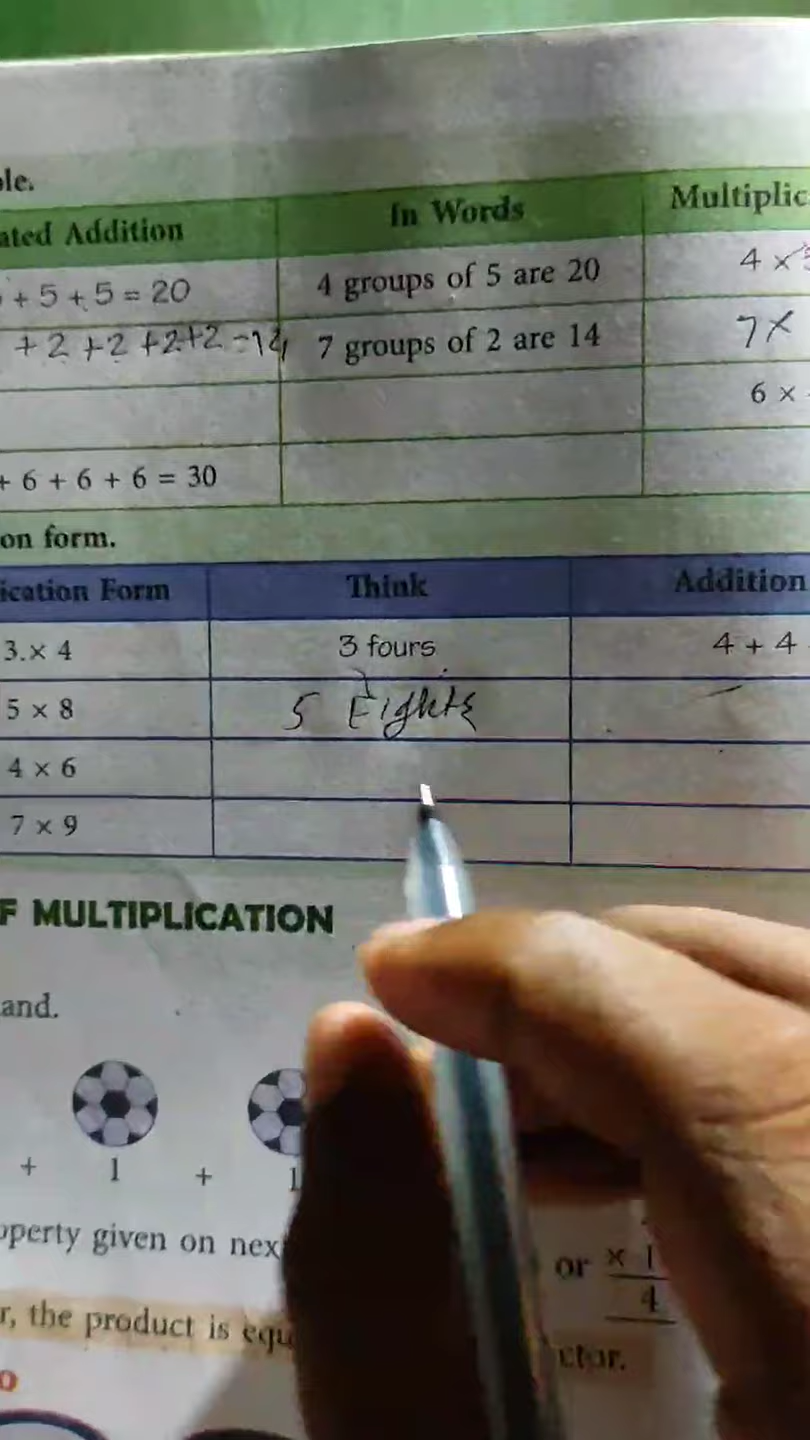 ole.
ated Addition In Words Multiplic
+ 5 + 5 = 20 4 groups of 5 are 20 4 ×
+2 +2 +2+2 =14 7 groups of 2 are 14 7×
6 ×
+ 6 + 6 + 6 = 30
on form.
ication Form Think Addition
3.× 4 3 fours 4 + 4
5 × 8 5 Eights
4 × 6
7 × 9
F MULTIPLICATION
and.
+ 1 + 1
operty given on nex
or × 1
4
r, the product is equ ctor.